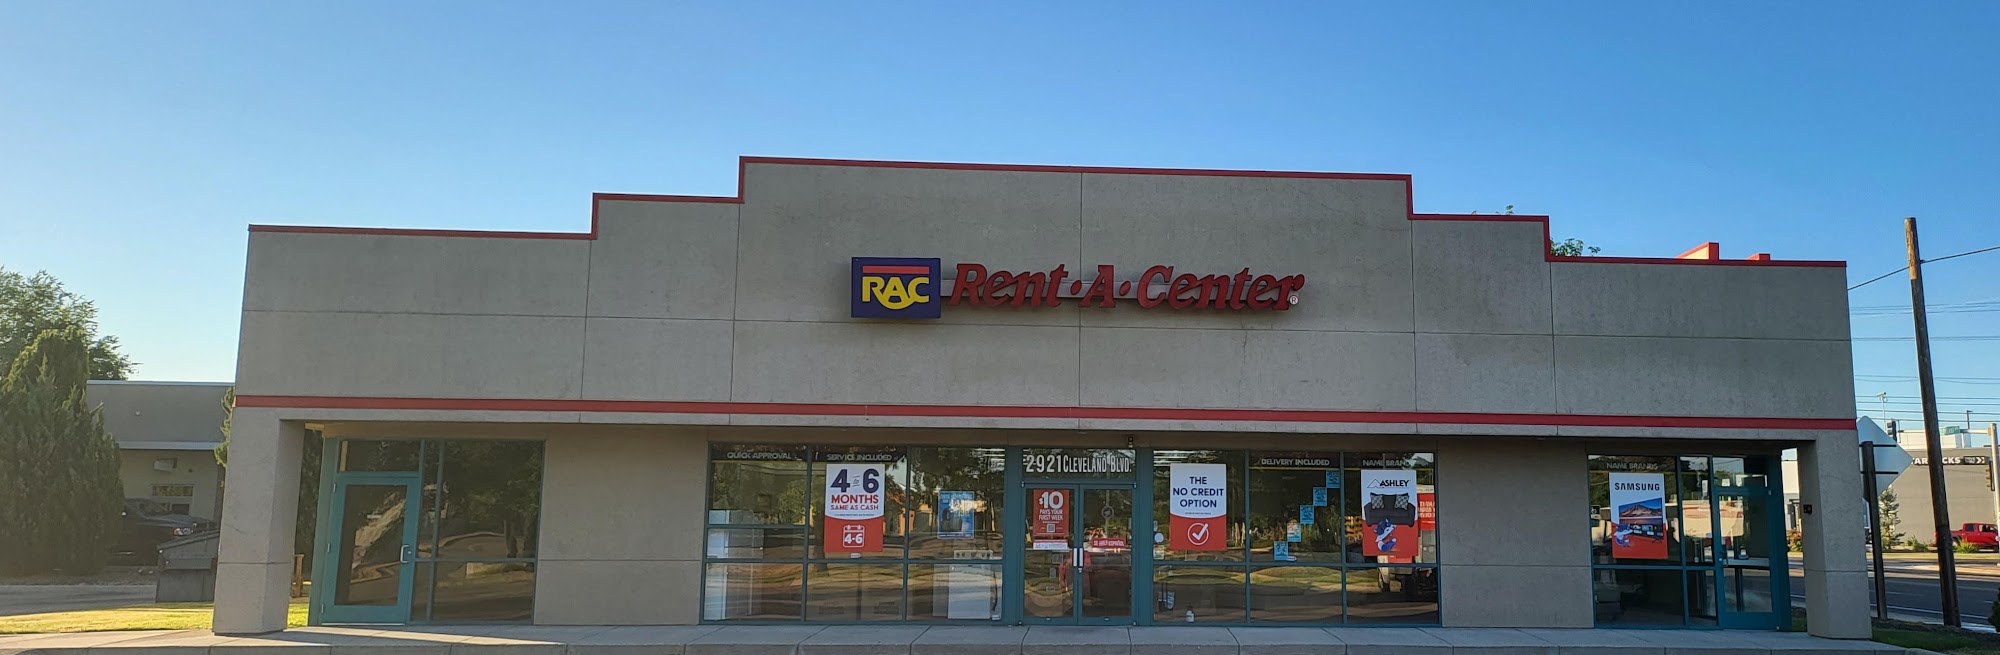 RAC Rent·A·Center®
2921 CLEVELAND BLVD.
QUICK APPROVAL
SERVICE INCLUDED
4 to 6
MONTHS
SAME AS CASH
4-6
$10
PAYS YOUR
FIRST WEEK
THE
NO CREDIT
OPTION
DELIVERY INCLUDED
NAME BRANDS
ASHLEY
NAME BRANDS
SAMSUNG